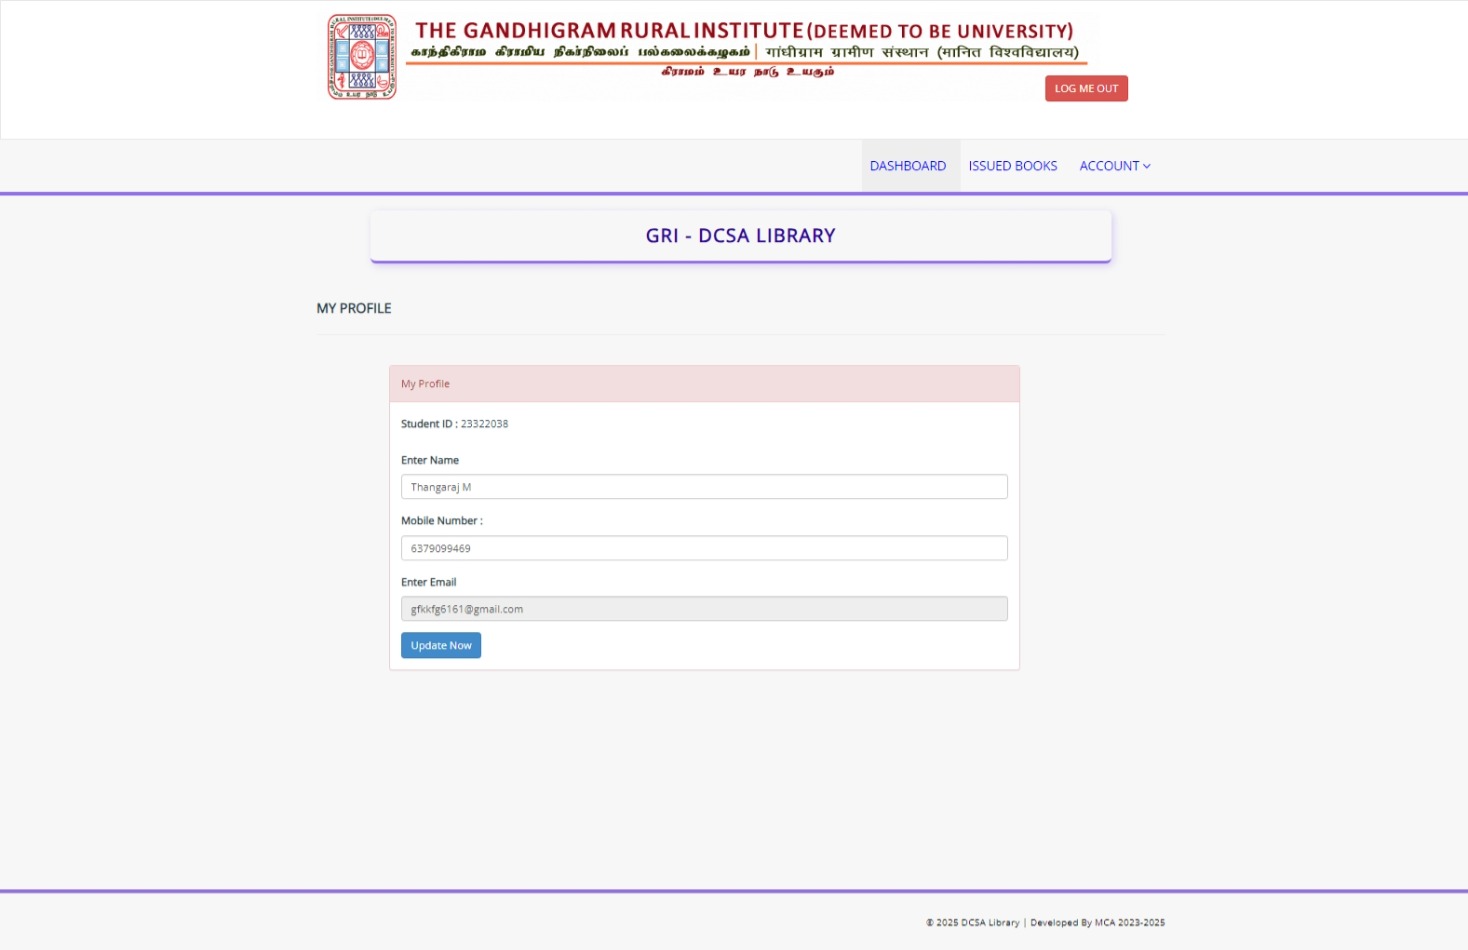 THE GANDHIGRAM RURAL INSTITUTE (DEEMED TO BE UNIVERSITY)
காந்திகிராம கிராமிய நிகர்நிலைப் பல்கலைக்கழகம் | गांधीग्राम ग्रामीण संस्थान (मानित विश्वविद्यालय)
கிராமம் உயர நாடு உயரும்
LOG ME OUT
DASHBOARD ISSUED BOOKS ACCOUNT
GRI - DCSA LIBRARY
MY PROFILE
My Profile
Student ID : 23322038
Enter Name
Thangaraj M
Mobile Number :
6379099469
Enter Email
gfkkfg6161@gmail.com
Update Now
© 2025 DCSA Library | Developed By MCA 2023-2025